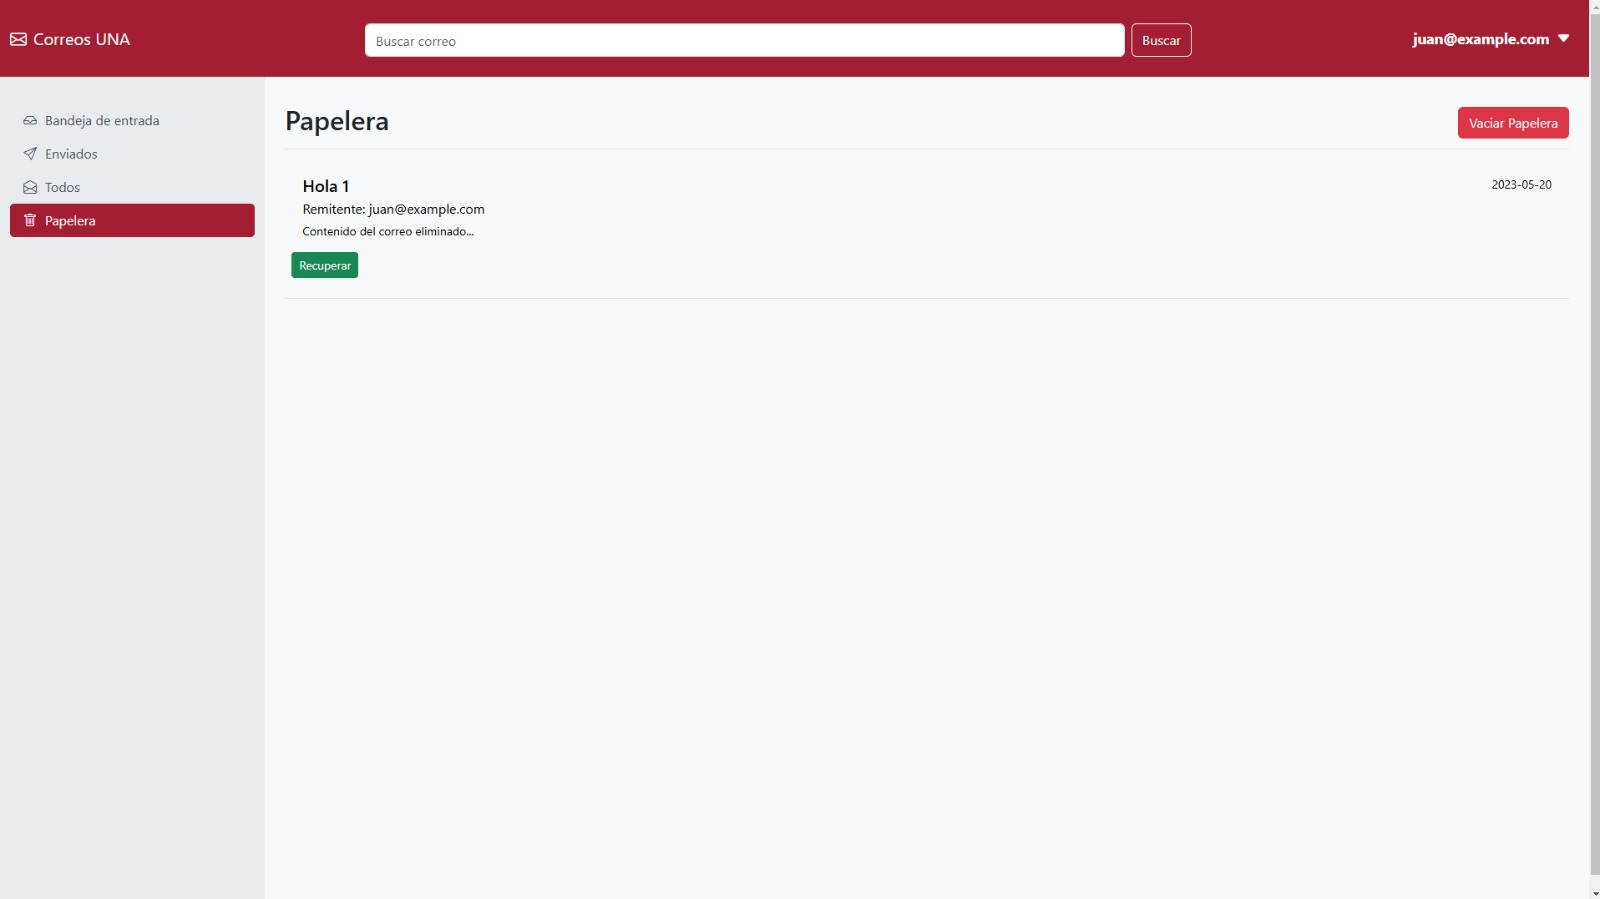 Correos UNA
Buscar correo
Buscar
juan@example.com
Bandeja de entrada
Enviados
Todos
Papelera
Papelera
Vaciar Papelera
Hola 1
2023-05-20
Remitente: juan@example.com
Contenido del correo eliminado...
Recuperar